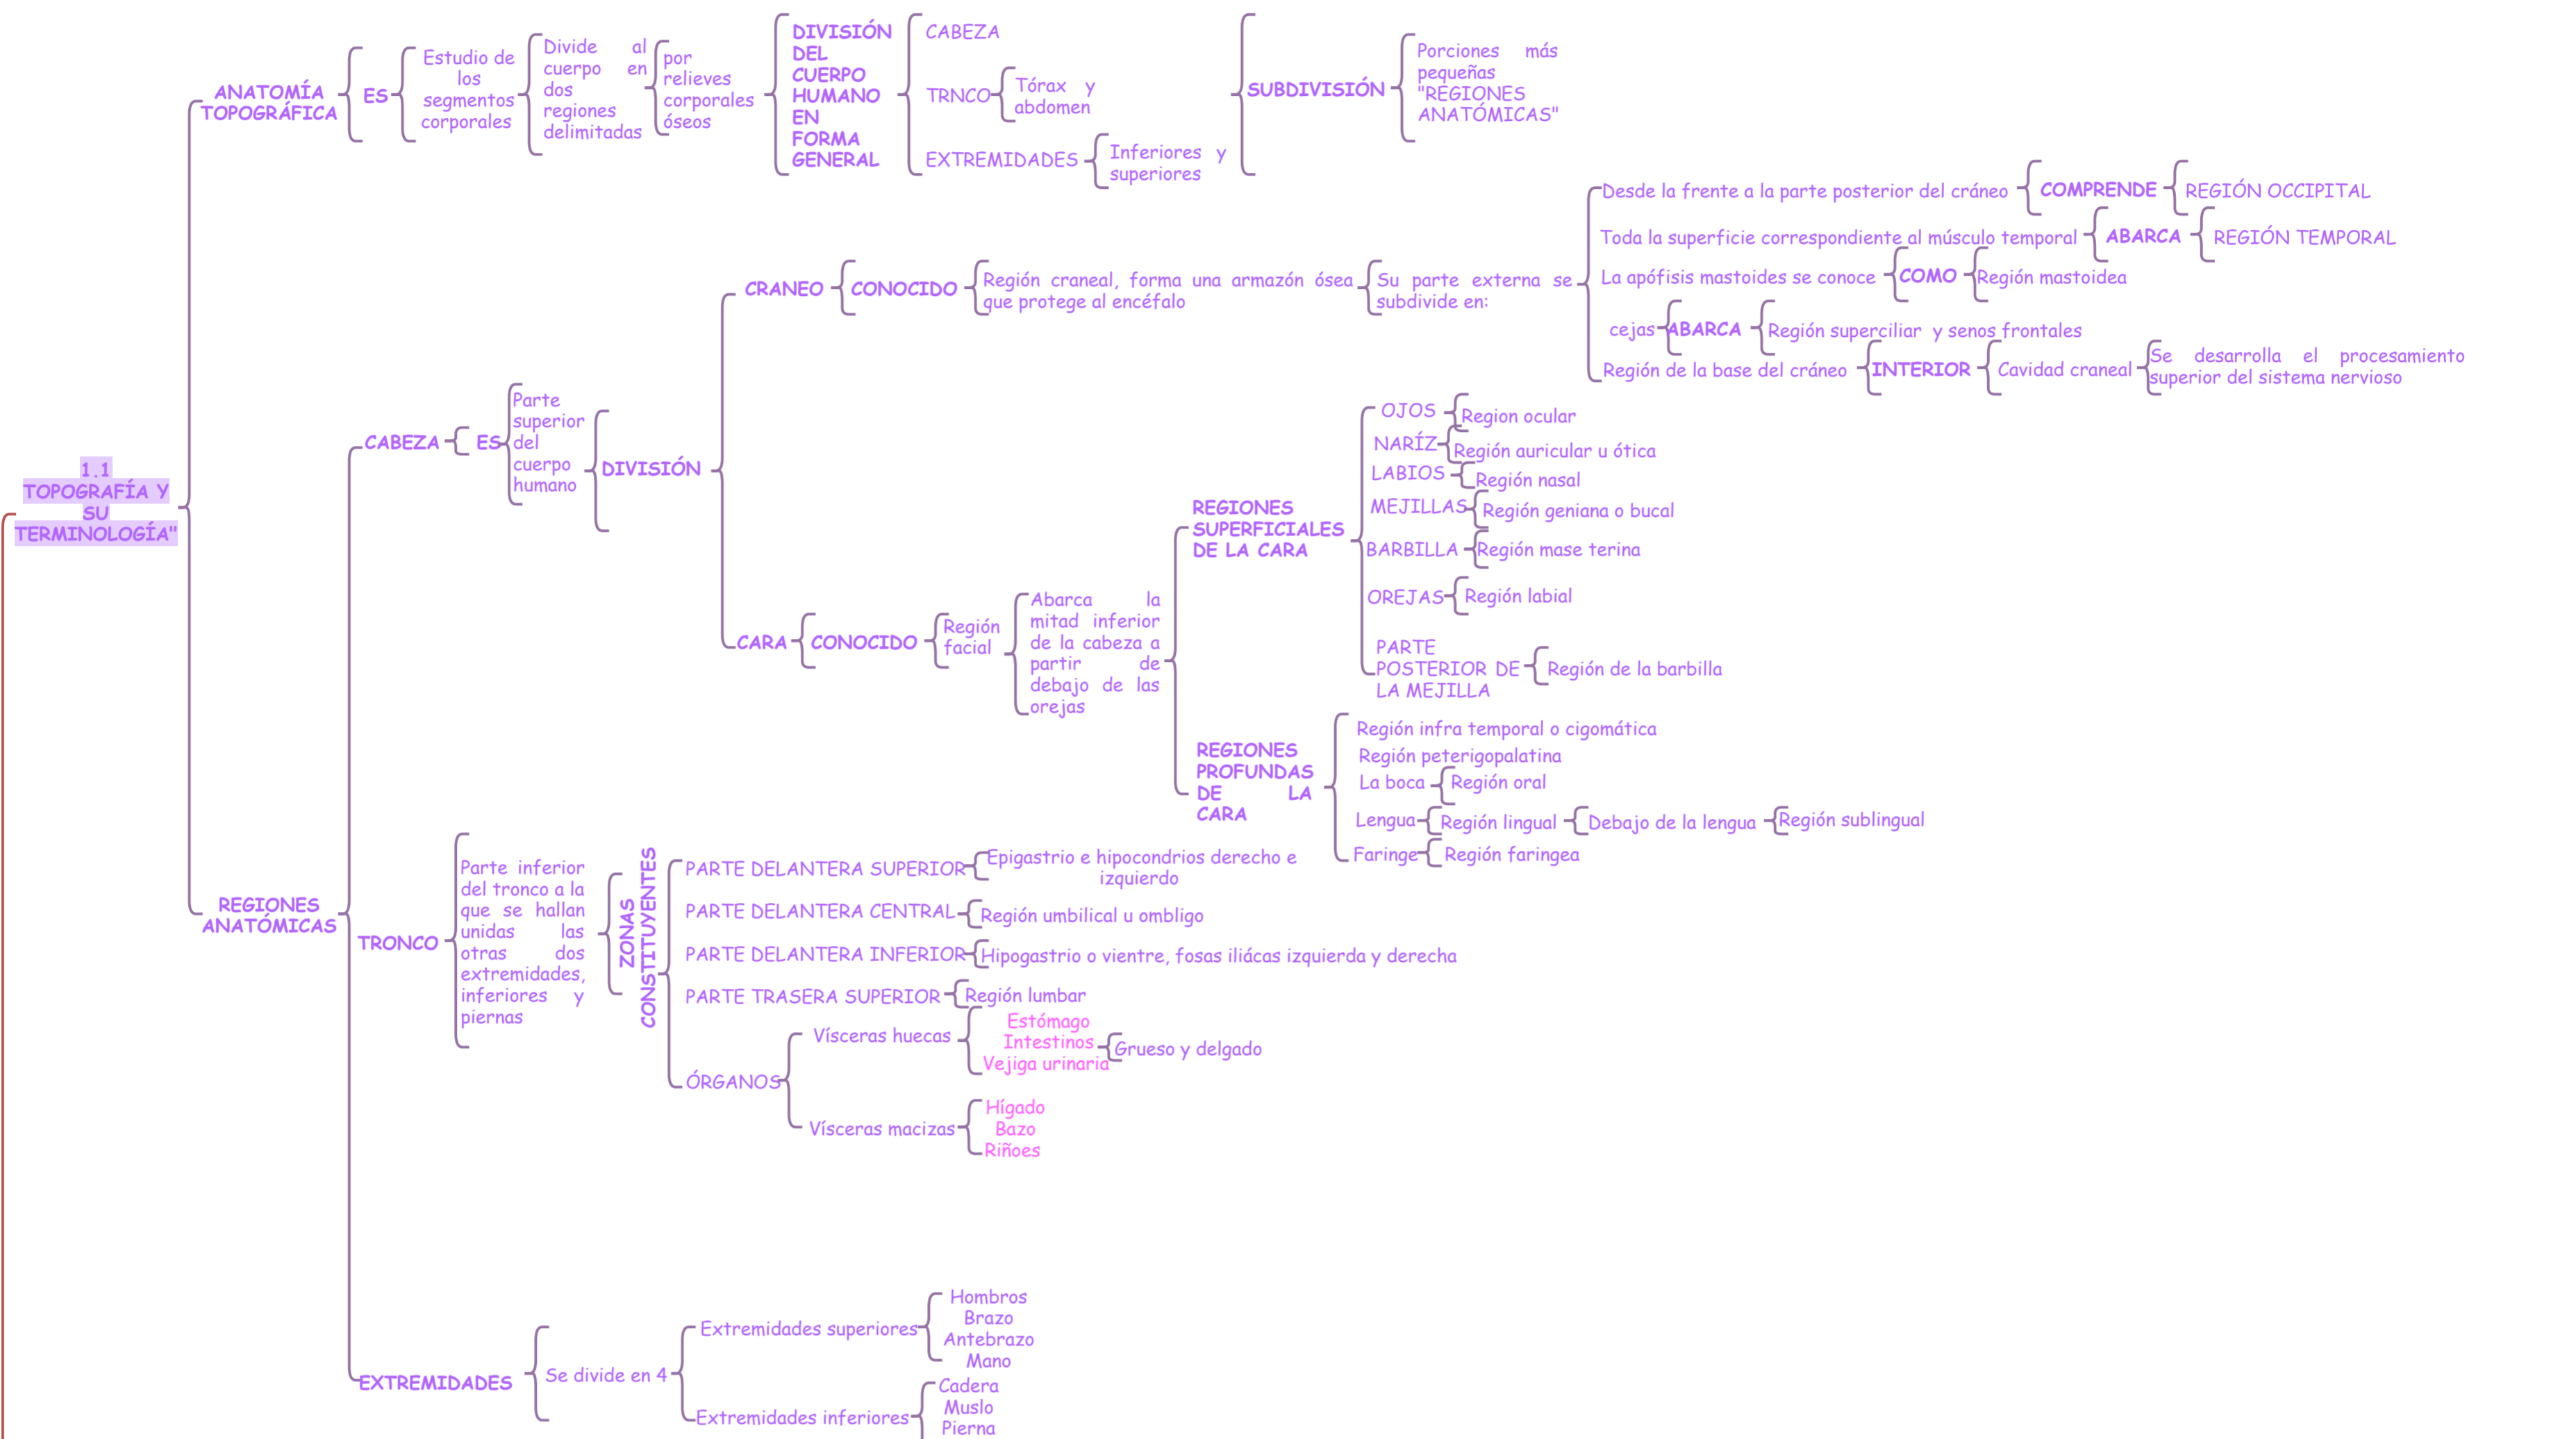 1.1
TOPOGRAFÍA Y
SU
TERMINOLOGÍA"
ANATOMÍA
TOPOGRÁFICA
ES
Estudio de
los
segmentos
corporales
Divide al
cuerpo en
dos
regiones
delimitadas
por
relieves
corporales
óseos
DIVISIÓN
DEL
CUERPO
HUMANO
EN
FORMA
GENERAL
CABEZA
TRNCO
Tórax y
abdomen
EXTREMIDADES
Inferiores y
superiores
SUBDIVISIÓN
Porciones más
pequeñas
"REGIONES
ANATÓMICAS"
REGIONES
ANATÓMICAS
CABEZA
ES
Parte
superior
del
cuerpo
humano
DIVISIÓN
CRANEO
CONOCIDO
Región craneal, forma una armazón ósea
que protege al encéfalo
Su parte externa se
subdivide en:
Desde la frente a la parte posterior del cráneo
COMPRENDE
REGIÓN OCCIPITAL
Toda la superficie correspondiente al músculo temporal
ABARCA
REGIÓN TEMPORAL
La apófisis mastoides se conoce
COMO
Región mastoidea
cejas
ABARCA
Región superciliar y senos frontales
Región de la base del cráneo
INTERIOR
Cavidad craneal
Se desarrolla el procesamiento
superior del sistema nervioso
CARA
CONOCIDO
Región
facial
Abarca la
mitad inferior
de la cabeza a
partir de
debajo de las
orejas
REGIONES
SUPERFICIALES
DE LA CARA
OJOS
Region ocular
NARÍZ
Región auricular u ótica
LABIOS
Región nasal
MEJILLAS
Región geniana o bucal
BARBILLA
Región mase terina
OREJAS
Región labial
PARTE
POSTERIOR DE
LA MEJILLA
Región de la barbilla
REGIONES
PROFUNDAS
DE LA
CARA
Región infra temporal o cigomática
Región peterigopalatina
La boca
Región oral
Lengua
Región lingual
Debajo de la lengua
Región sublingual
Faringe
Región faringea
TRONCO
Parte inferior
del tronco a la
que se hallan
unidas las
otras dos
extremidades,
inferiores y
piernas
ZONAS
CONSTITUYENTES
PARTE DELANTERA SUPERIOR
Epigastrio e hipocondrios derecho e
izquierdo
PARTE DELANTERA CENTRAL
Región umbilical u ombligo
PARTE DELANTERA INFERIOR
Hipogastrio o vientre, fosas iliácas izquierda y derecha
PARTE TRASERA SUPERIOR
Región lumbar
ÓRGANOS
Vísceras huecas
Estómago
Intestinos
Vejiga urinaria
Grueso y delgado
Vísceras macizas
Hígado
Bazo
Riñoes
EXTREMIDADES
Se divide en 4
Extremidades superiores
Hombros
Brazo
Antebrazo
Mano
Extremidades inferiores
Cadera
Muslo
Pierna